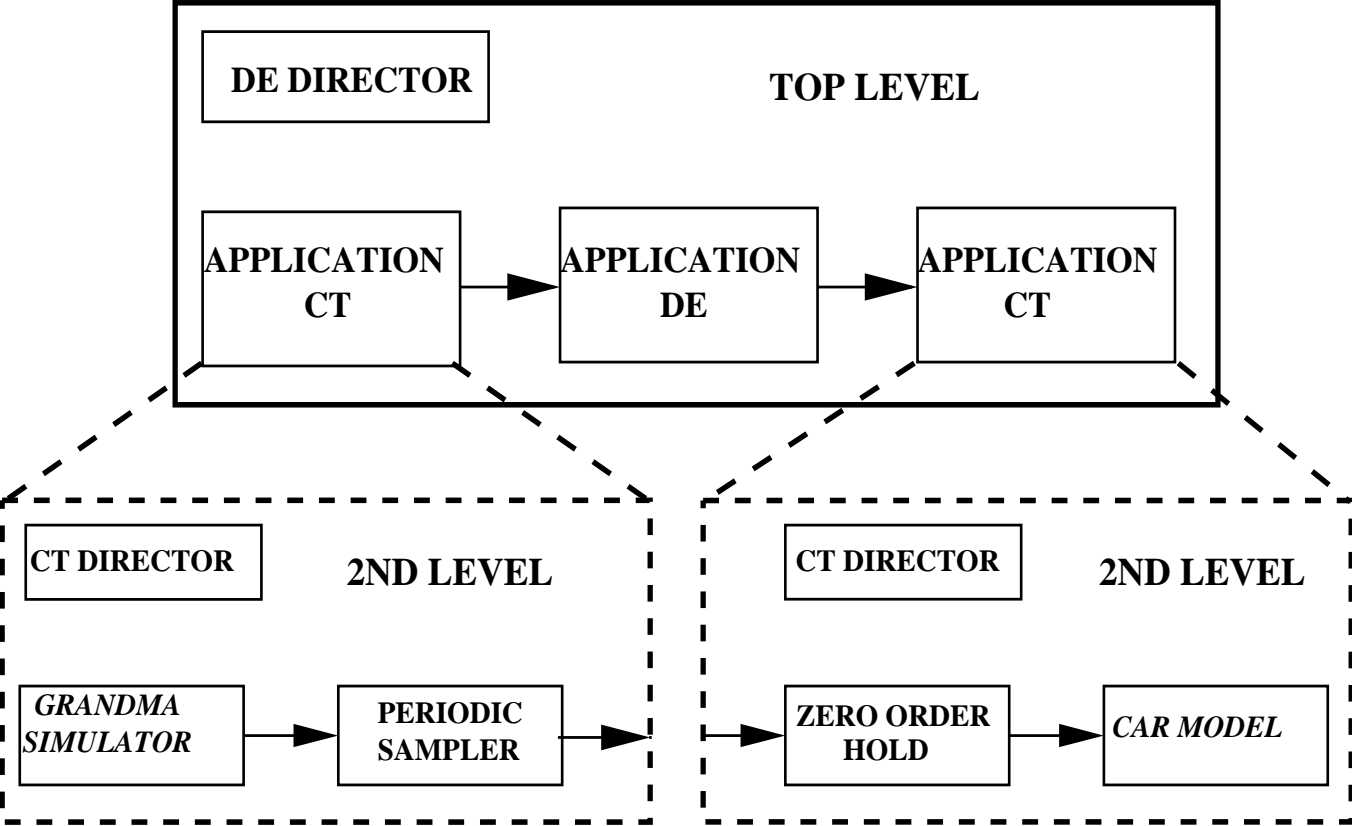 DE DIRECTOR
TOP LEVEL
APPLICATION
CT
APPLICATION
DE
APPLICATION
CT
CT DIRECTOR
2ND LEVEL
GRANDMA
SIMULATOR
PERIODIC
SAMPLER
CT DIRECTOR
2ND LEVEL
ZERO ORDER
HOLD
CAR MODEL